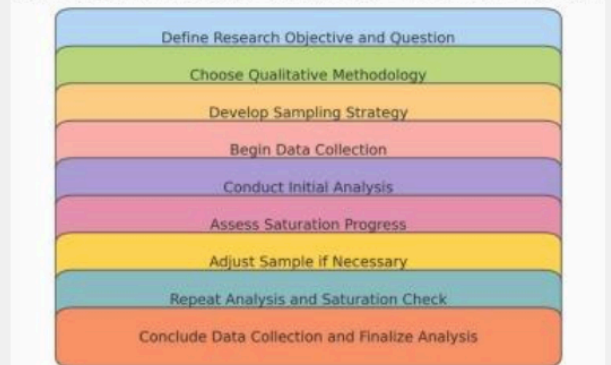 Define Research Objective and Question
Choose Qualitative Methodology
Develop Sampling Strategy
Begin Data Collection
Conduct Initial Analysis
Assess Saturation Progress
Adjust Sample if Necessary
Repeat Analysis and Saturation Check
Conclude Data Collection and Finalize Analysis